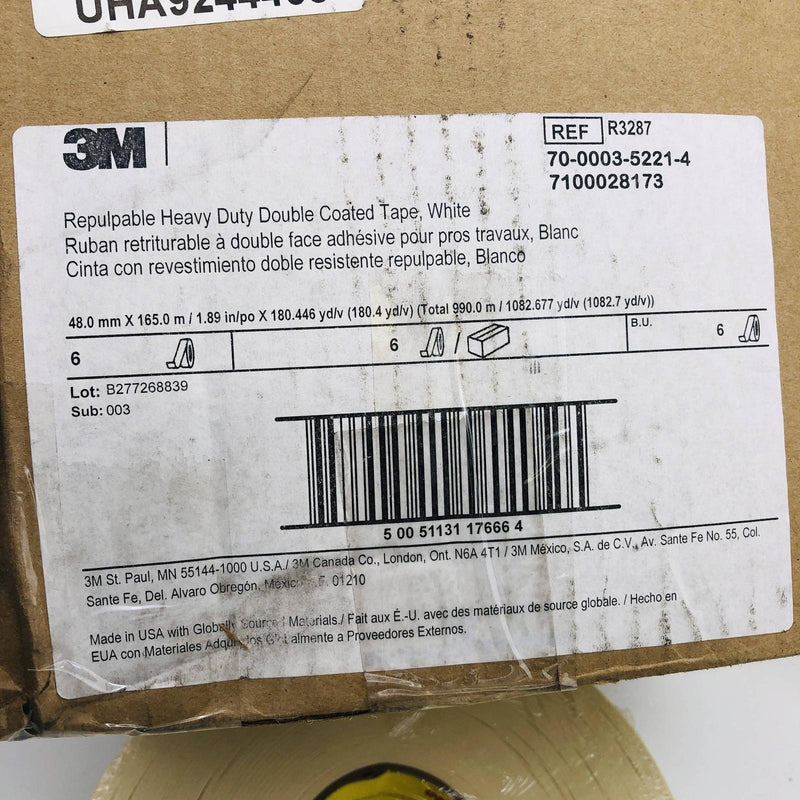 3M
REF R3287
70-0003-5221-4
7100028173
Repulpable Heavy Duty Double Coated Tape, White
Ruban retriturable à double face adhésive pour pros travaux, Blanc
Cinta con revestimiento doble resistente repulpable, Blanco
48.0 mm X 165.0 m / 1.89 in/po X 180.446 yd/v (180.4 yd/v) (Total 990.0 m / 1082.677 yd/v (1082.7 yd/v))
6 6 / B.U. 6
Lot: B277268839
Sub: 003
5 00 51131 17666 4
3M St. Paul, MN 55144-1000 U.S.A./ 3M Canada Co., London, Ont. N6A 4T1 / 3M México, S.A. de C.V., Av. Sante Fe No. 55, Col.
Sante Fe, Del. Alvaro Obregón, México 01210
Made in USA with Globally Sourced Materials./ Fait aux É.-U. avec des matériaux de source globale. / Hecho en
EUA con Materiales Adquiridos Globalmente a Proveedores Externos.